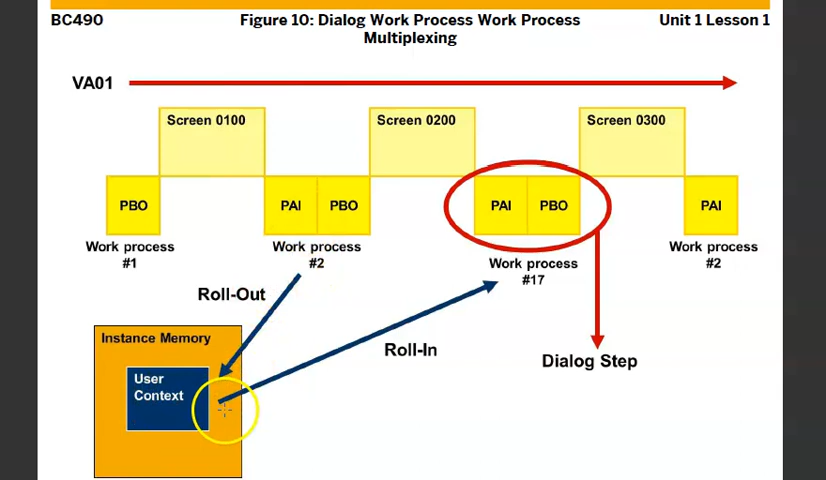 BC490
Figure 10: Dialog Work Process Work Process
Multiplexing
Unit 1 Lesson 1
VA01
Screen 0100
Screen 0200
Screen 0300
PBO
PAI
PBO
PAI
PBO
PAI
Work process
#1
Work process
#2
Work process
#17
Work process
#2
Roll-Out
Instance Memory
User
Context
Roll-In
Dialog Step